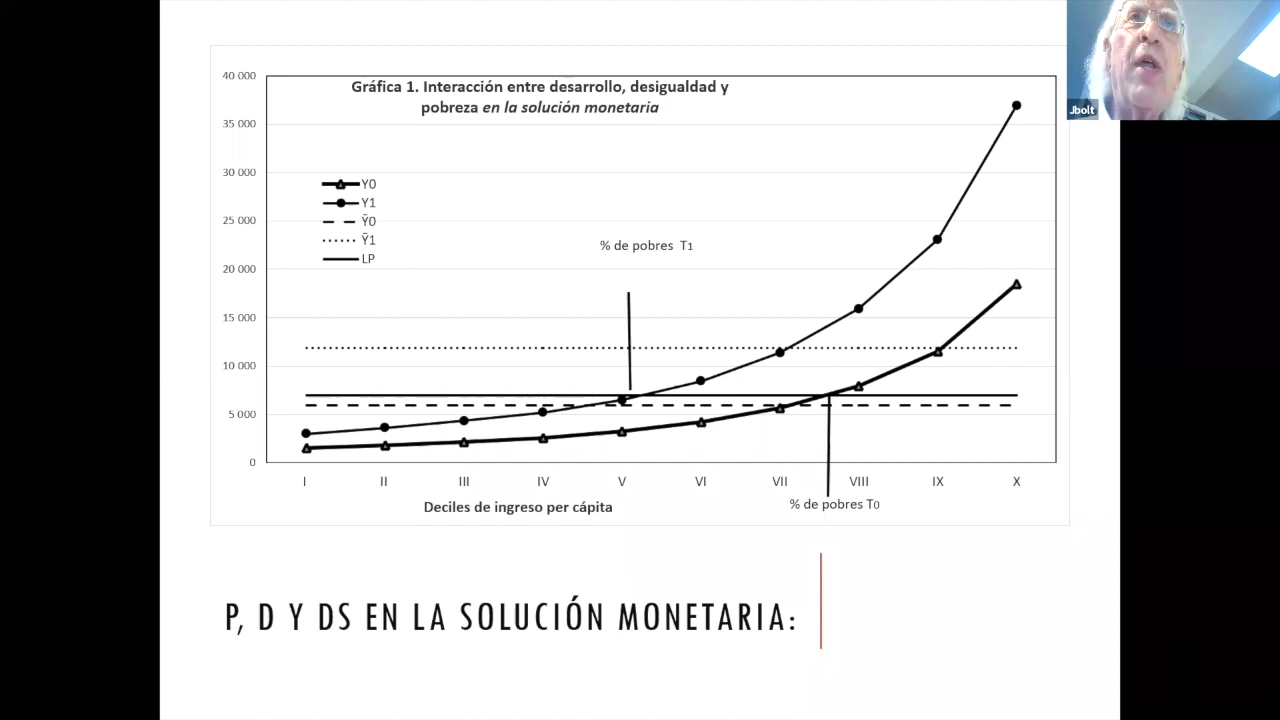 Jbolt
Gráfica 1. Interacción entre desarrollo, desigualdad y
pobreza en la solución monetaria
40 000
35 000
30 000
25 000
20 000
15 000
10 000
5 000
0
Y0
Y1
Ȳ0
Ȳ1
LP
% de pobres T1
I II III IV V VI VII VIII IX X
Deciles de ingreso per cápita
% de pobres T0
P, D Y DS EN LA SOLUCIÓN MONETARIA: